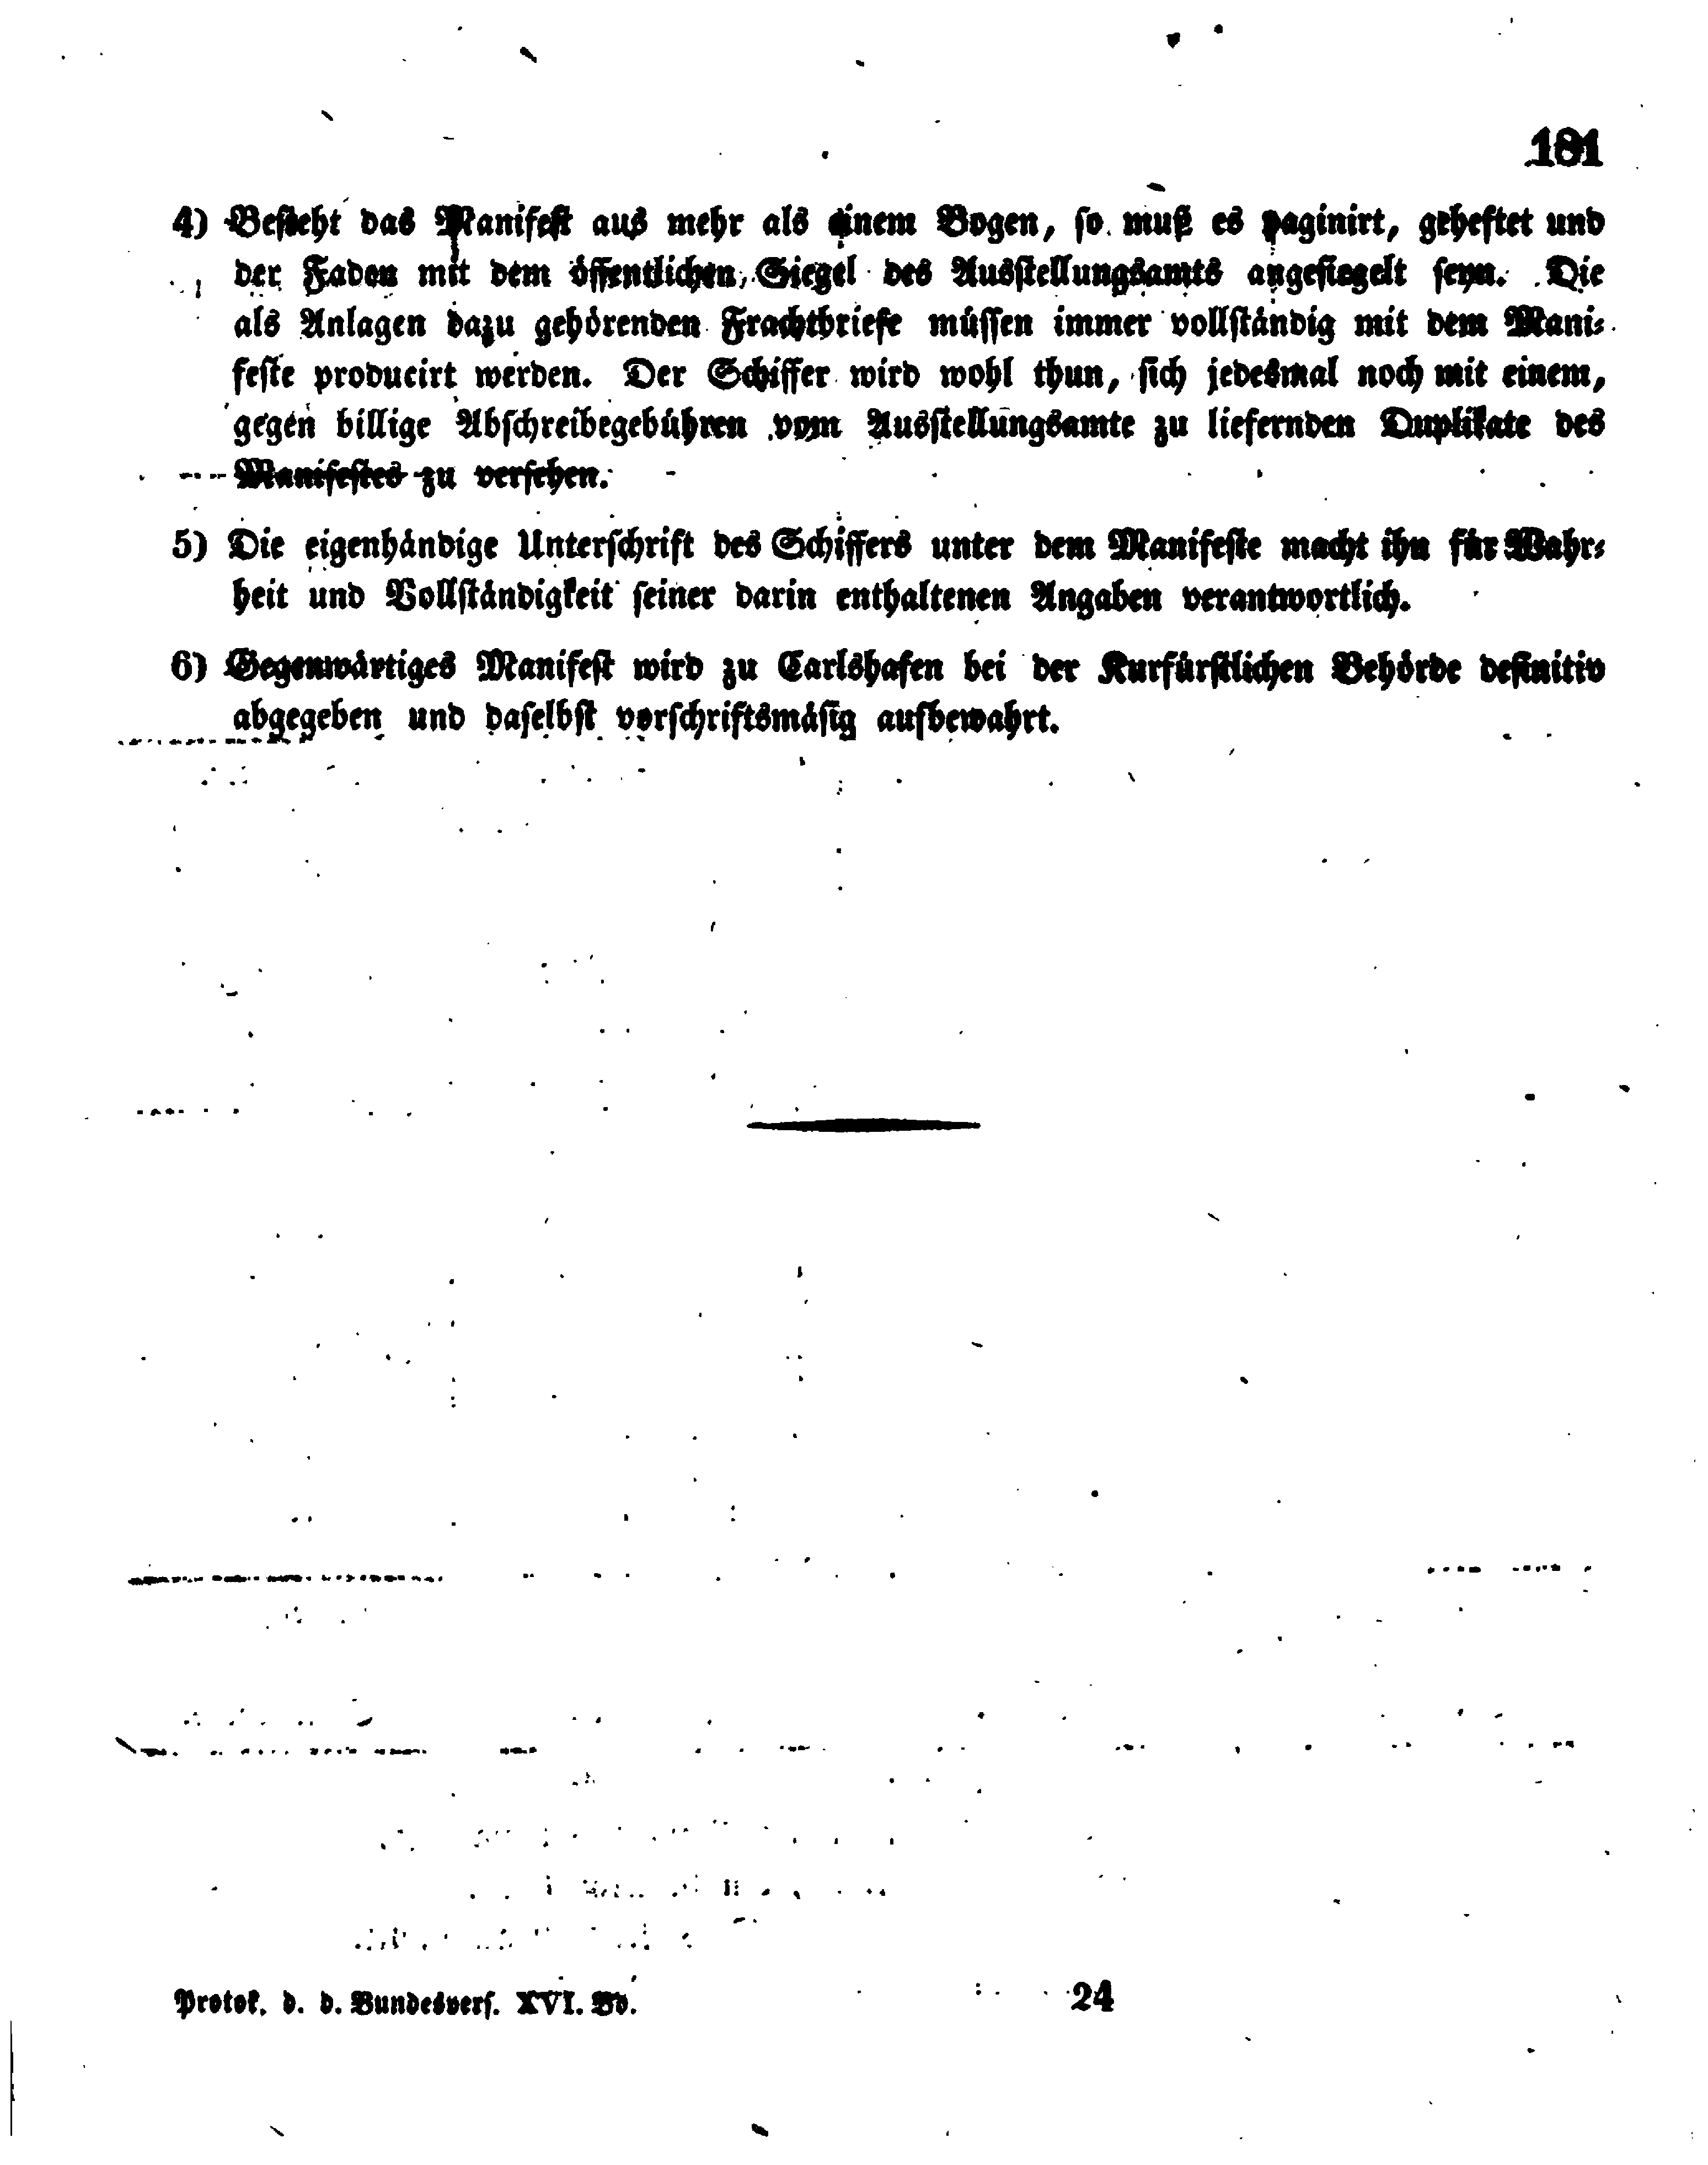 181
4) Besteht das Manifest aus mehr als einem Bogen, so muß es paginirt, geheftet und
der Faden mit dem öffentlichen Siegel des Ausstellungsamts angesiegelt seyn. Die
als Anlagen dazu gehörenden Frachtbriefe müssen immer vollständig mit dem Mani-
feste producirt werden. Der Schiffer wird wohl thun, sich jedesmal noch mit einem,
gegen billige Abschreibegebühren vom Ausstellungsamte zu liefernden Duplikate des
Manifestes zu versehen.
5) Die eigenhändige Unterschrift des Schiffers unter dem Manifeste macht ihn für Wahr-
heit und Vollständigkeit seiner darin enthaltenen Angaben verantwortlich.
6) Gegenwärtiges Manifest wird zu Carlshafen bei der Kurfürstlichen Behörde definitiv
abgegeben und daselbst vorschriftsmäsig aufbewahrt.
Protok. d. d. Bundesvers. XVI. Bd. 24